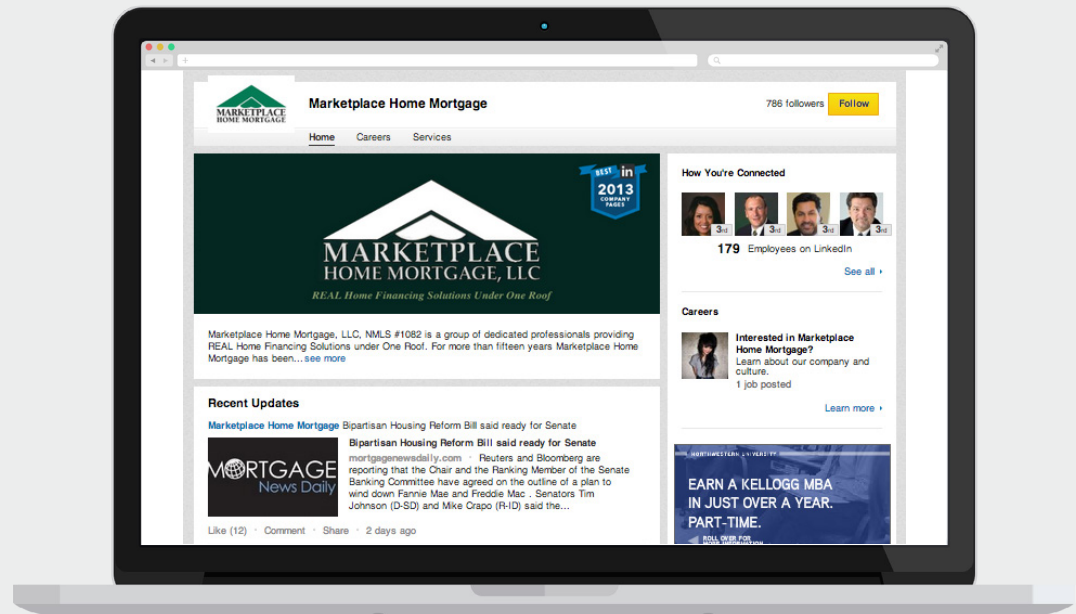 MARKETPLACE
HOME MORTGAGE
Marketplace Home Mortgage
786 followers
Follow
Home
Careers
Services
BEST in
2013
COMPANY
PAGES
MARKETPLACE
HOME MORTGAGE, LLC
REAL Home Financing Solutions Under One Roof
Marketplace Home Mortgage, LLC, NMLS #1082 is a group of dedicated professionals providing
REAL Home Financing Solutions under One Roof. For more than fifteen years Marketplace Home
Mortgage has been... see more
Recent Updates
Marketplace Home Mortgage Bipartisan Housing Reform Bill said ready for Senate
MORTGAGE
News Daily
Bipartisan Housing Reform Bill said ready for Senate
mortgagenewsdaily.com · Reuters and Bloomberg are
reporting that the Chair and the Ranking Member of the Senate
Banking Committee have agreed on the outline of a plan to
wind down Fannie Mae and Freddie Mac . Senators Tim
Johnson (D-SD) and Mike Crapo (R-ID) said the...
Like (12) · Comment · Share · 2 days ago
How You're Connected
3rd
3rd
3rd
3rd
179 Employees on LinkedIn
See all
Careers
Interested in Marketplace
Home Mortgage?
Learn about our company and
culture.
1 job posted
Learn more
NORTHWESTERN UNIVERSITY
EARN A KELLOGG MBA
IN JUST OVER A YEAR.
PART-TIME.
ROLL OVER FOR
MORE INFORMATION